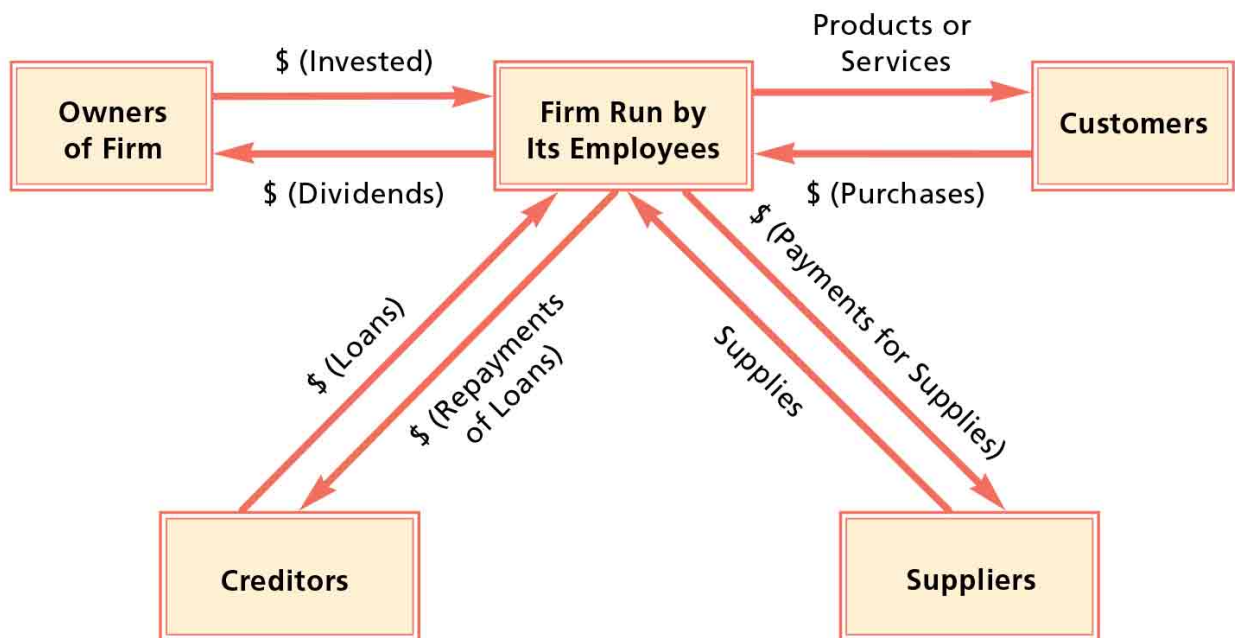 Products or
Services
$ (Invested)
Owners
of Firm
Firm Run by
Its Employees
Customers
$ (Dividends)
$ (Purchases)
$ (Loans)
$ (Repayments
of Loans)
Supplies
$ (Payments for Supplies)
Creditors
Suppliers